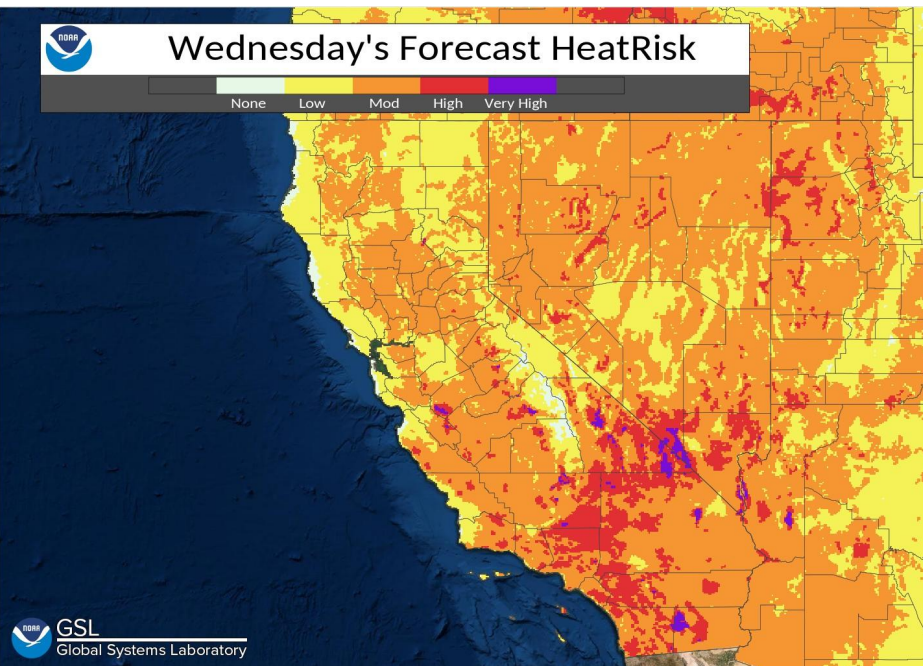 NOAA
Wednesday's Forecast HeatRisk
None Low Mod High Very High
NOAA
GSL
Global Systems Laboratory